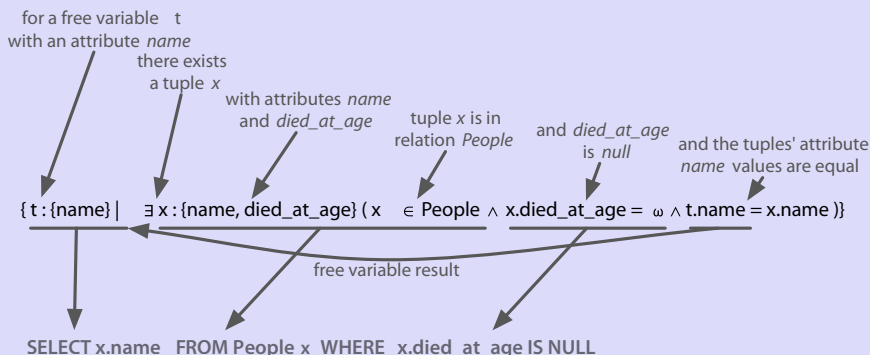 for a free variable t
with an attribute name
there exists
a tuple x
with attributes name
and died_at_age
tuple x is in
relation People
and died_at_age
is null
and the tuples' attribute
name values are equal
{ t : {name} | ∃ x : {name, died_at_age} ( x ∈ People ∧ x.died_at_age = ω ∧ t.name = x.name )}
free variable result
SELECT x.name FROM People x WHERE x.died_at_age IS NULL